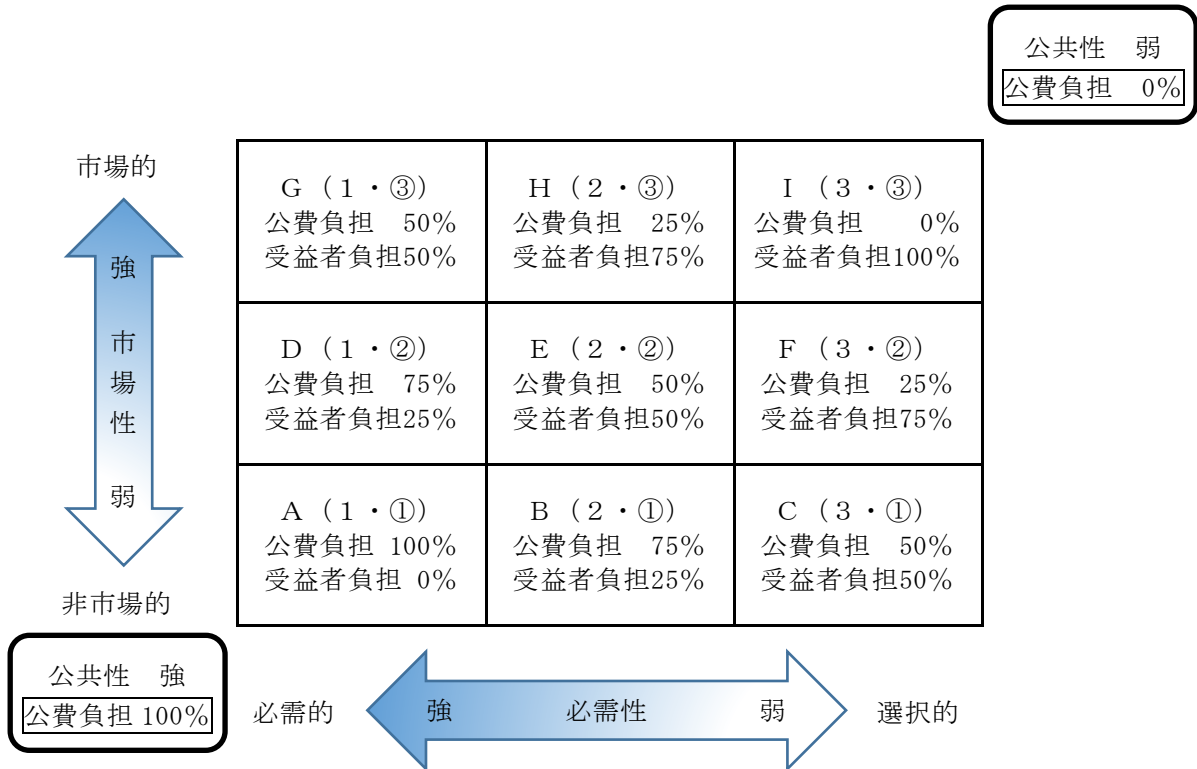 公共性 弱
公費負担 0%
市場的
強 市場性 弱
非市場的
G (1・③)
公費負担 50%
受益者負担50%
H (2・③)
公費負担 25%
受益者負担75%
I (3・③)
公費負担 0%
受益者負担100%
D (1・②)
公費負担 75%
受益者負担25%
E (2・②)
公費負担 50%
受益者負担50%
F (3・②)
公費負担 25%
受益者負担75%
A (1・①)
公費負担 100%
受益者負担 0%
B (2・①)
公費負担 75%
受益者負担25%
C (3・①)
公費負担 50%
受益者負担50%
公共性 強
公費負担 100%
必需的
強 必需性 弱
選択的